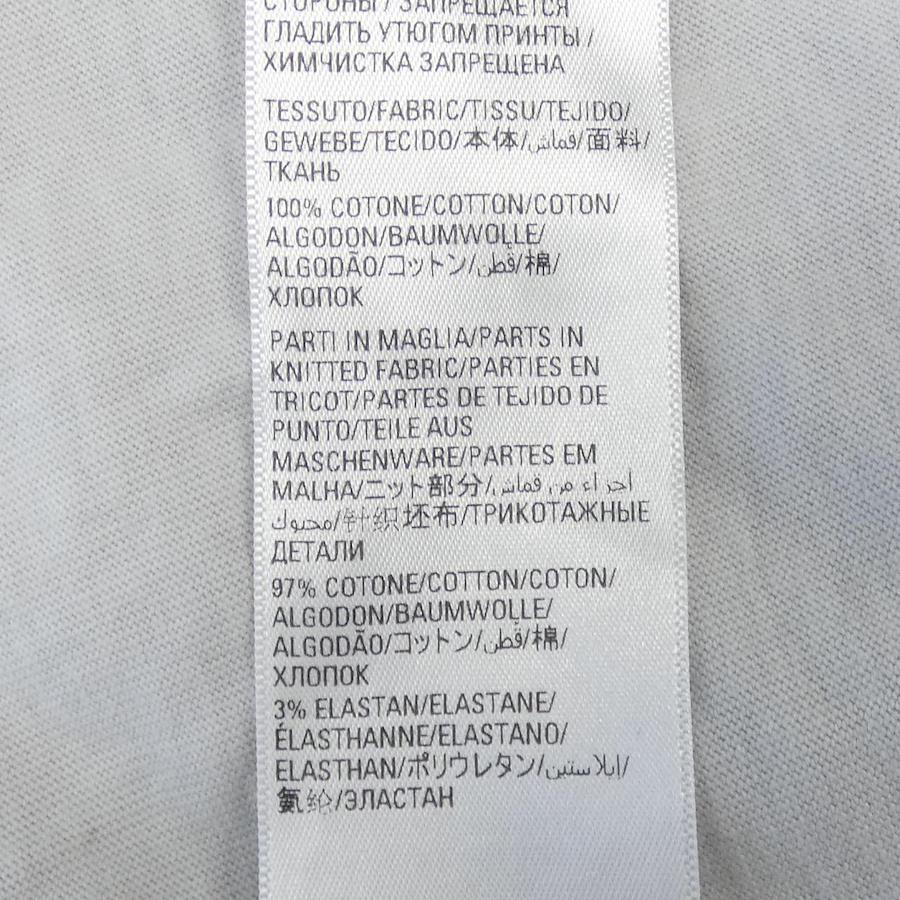 СТОРОНЫ / ЗАПРЕЩАЕТСЯ
ГЛАДИТЬ УТЮГОМ ПРИНТЫ /
ХИМЧИСТКА ЗАПРЕЩЕНА
TESSUTO/FABRIC/TISSU/TEJIDO/
GEWEBE/TECIDO/本体/قماش/面料/
ТКАНЬ
100% COTONE/COTTON/COTON/
ALGODON/BAUMWOLLE/
ALGODÃO/コットン/قطن/棉/
ХЛОПОК
PARTI IN MAGLIA/PARTS IN
KNITTED FABRIC/PARTIES EN
TRICOT/PARTES DE TEJIDO DE
PUNTO/TEILE AUS
MASCHENWARE/PARTES EM
MALHA/ニット部分/أجزاء من قماش
محبوك/针织坯布/ТРИКОТАЖНЫЕ
ДЕТАЛИ
97% COTONE/COTTON/COTON/
ALGODON/BAUMWOLLE/
ALGODÃO/コットン/قطن/棉/
ХЛОПОК
3% ELASTAN/ELASTANE/
ÉLASTHANNE/ELASTANO/
ELASTHAN/ポリウレタン/إيلاستين/
氨纶/ЭЛАСТАН